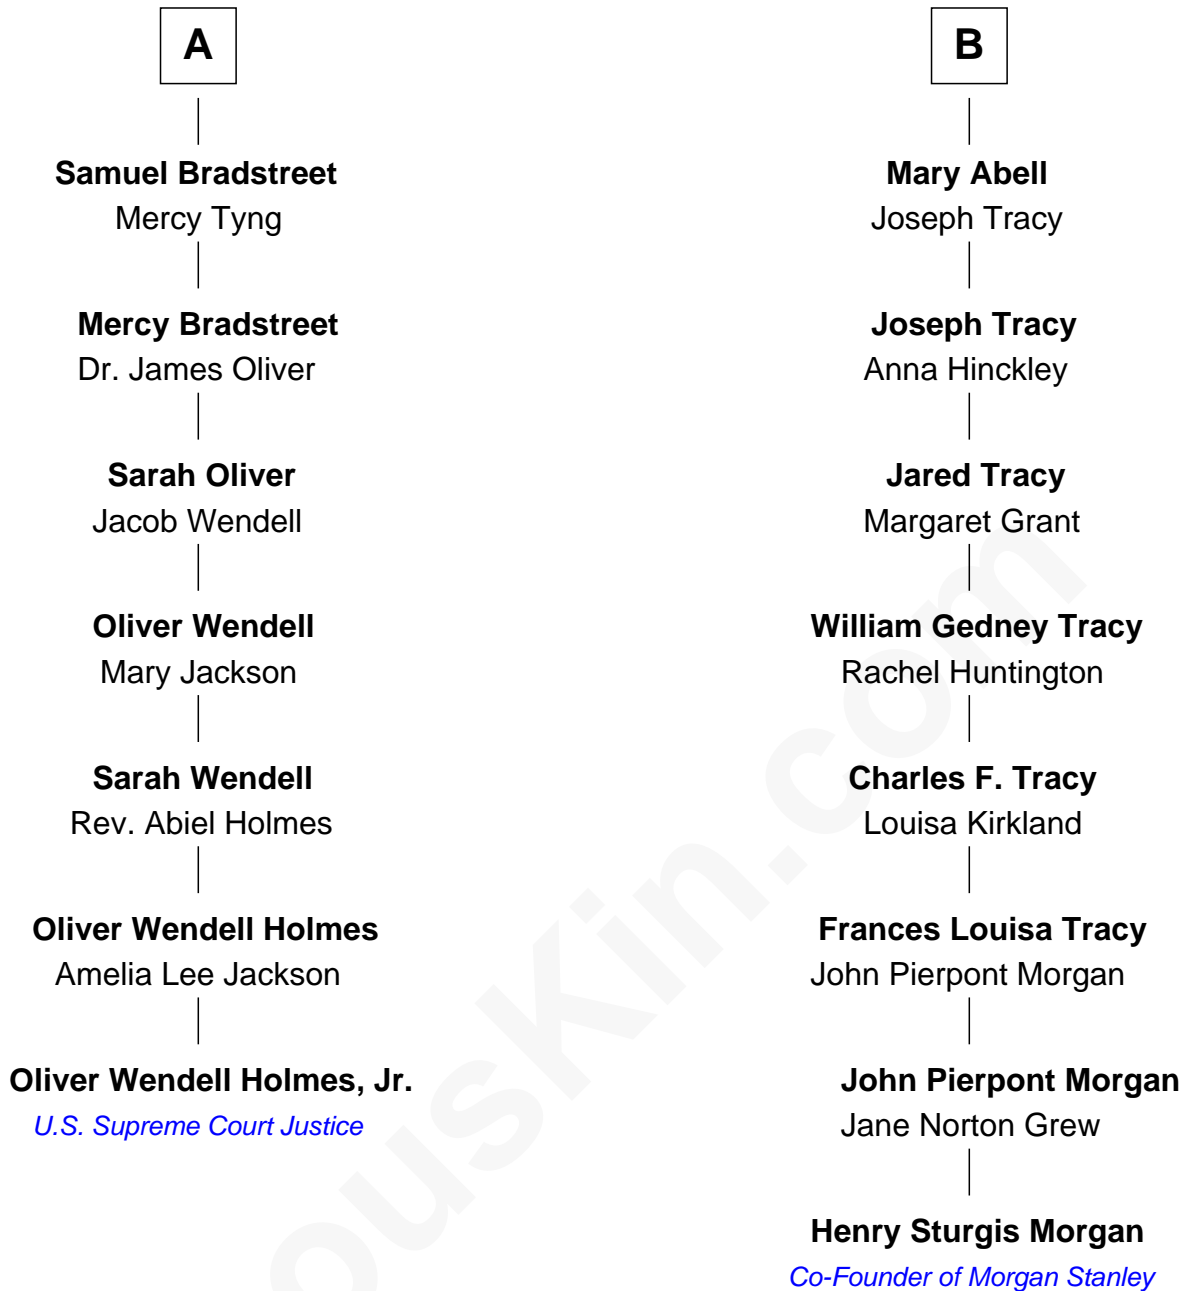 A
Samuel Bradstreet
Mercy Tyng
Mercy Bradstreet
Dr. James Oliver
Sarah Oliver
Jacob Wendell
Oliver Wendell
Mary Jackson
Sarah Wendell
Rev. Abiel Holmes
Oliver Wendell Holmes
Amelia Lee Jackson
Oliver Wendell Holmes, Jr.
U.S. Supreme Court Justice
B
Mary Abell
Joseph Tracy
Joseph Tracy
Anna Hinckley
Jared Tracy
Margaret Grant
William Gedney Tracy
Rachel Huntington
Charles F. Tracy
Louisa Kirkland
Frances Louisa Tracy
John Pierpont Morgan
John Pierpont Morgan
Jane Norton Grew
Henry Sturgis Morgan
Co-Founder of Morgan Stanley
ousKin.com